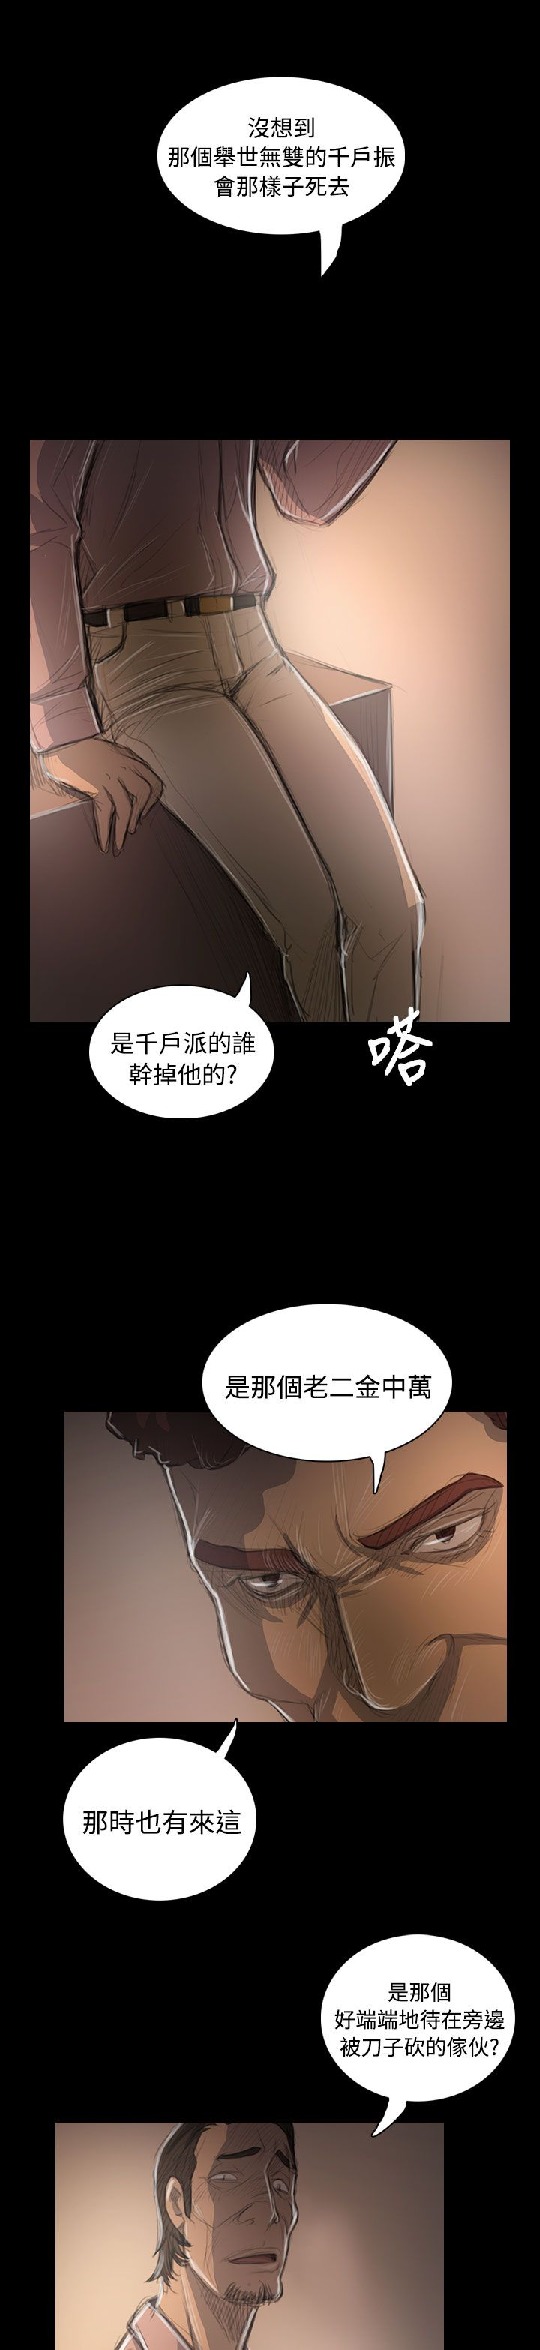 沒想到
那個舉世無雙的千戶振
會那樣子死去
是千戶派的誰
幹掉他的?
嗒
是那個老二金中萬
那時也有來這
是那個
好端端地待在旁邊
被刀子砍的傢伙?